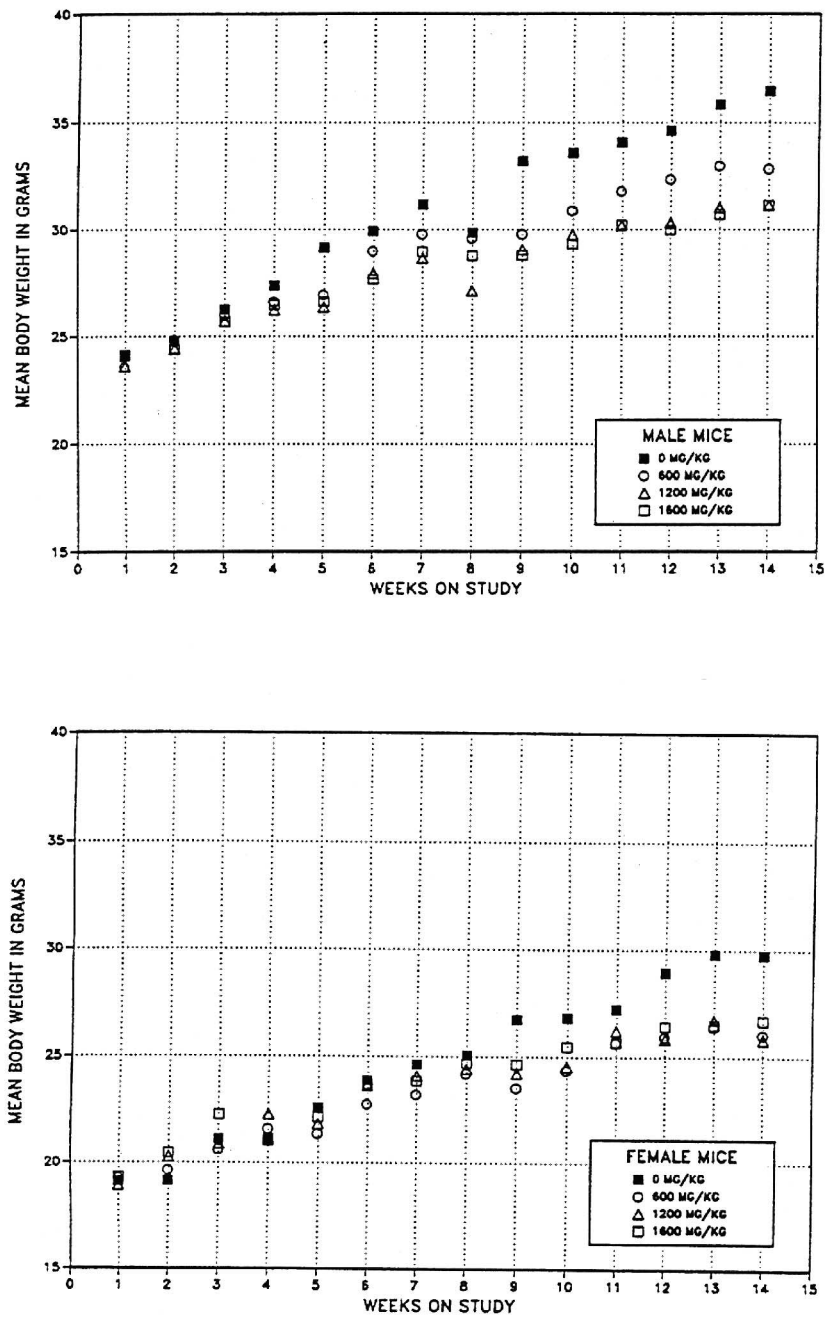 40
35
30
25
20
15
MEAN BODY WEIGHT IN GRAMS
MALE MICE
0 MG/KG
600 MG/KG
1200 MG/KG
1600 MG/KG
0 1 2 3 4 5 6 7 8 9 10 11 12 13 14 15
WEEKS ON STUDY
40
35
30
25
20
15
MEAN BODY WEIGHT IN GRAMS
FEMALE MICE
0 MG/KG
600 MG/KG
1200 MG/KG
1600 MG/KG
0 1 2 3 4 5 6 7 8 9 10 11 12 13 14 15
WEEKS ON STUDY